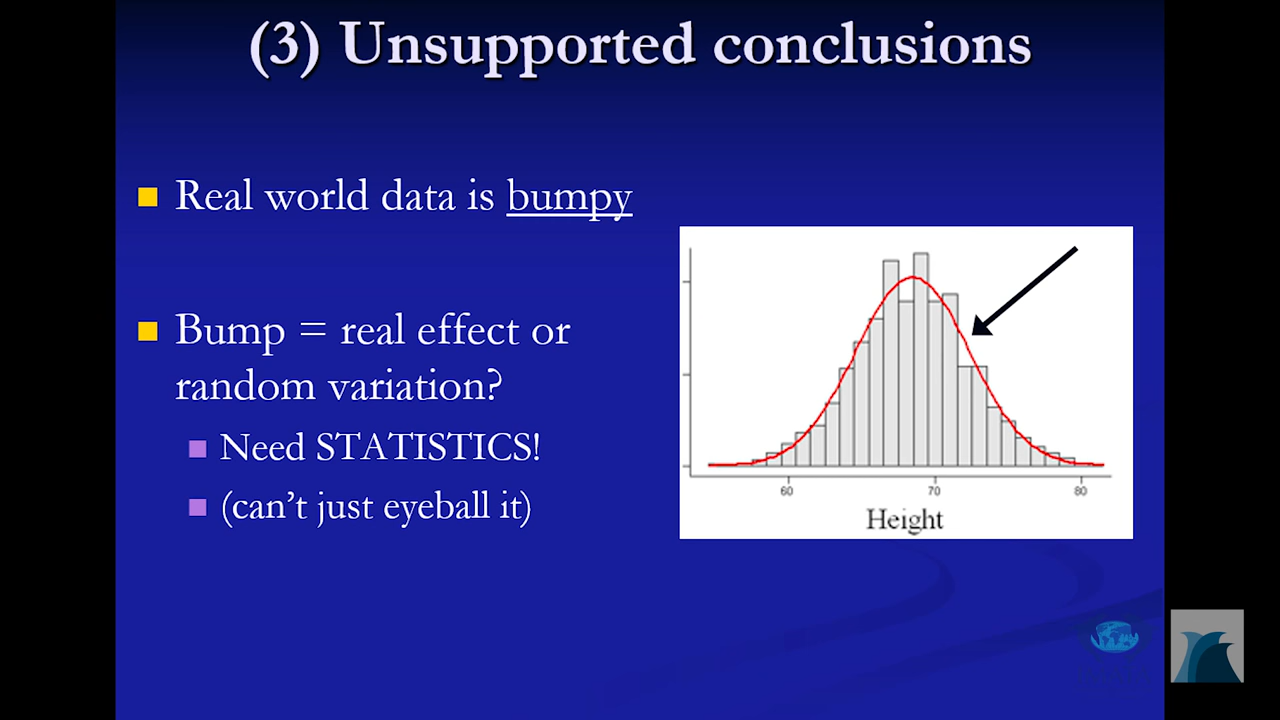 (3) Unsupported conclusions
Real world data is bumpy
Bump = real effect or
random variation?
Need STATISTICS!
(can't just eyeball it)
60 70 80
Height